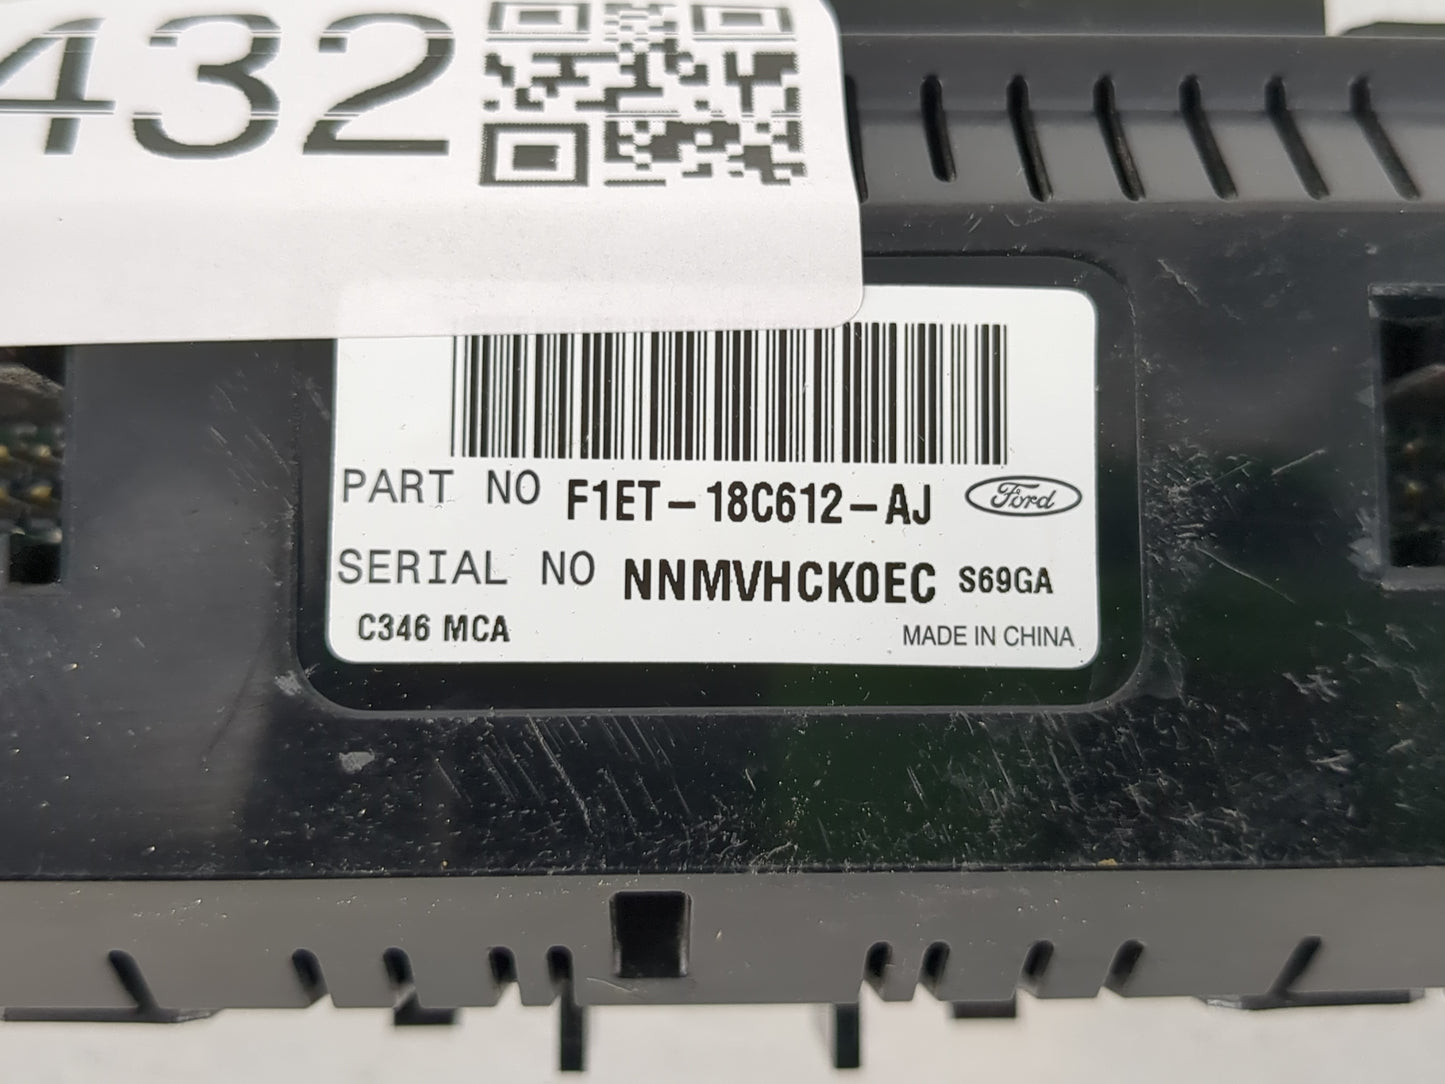 432
PART NO F1ET-18C612-AJ Ford
SERIAL NO NNMVHCK0EC S69GA
C346 MCA MADE IN CHINA